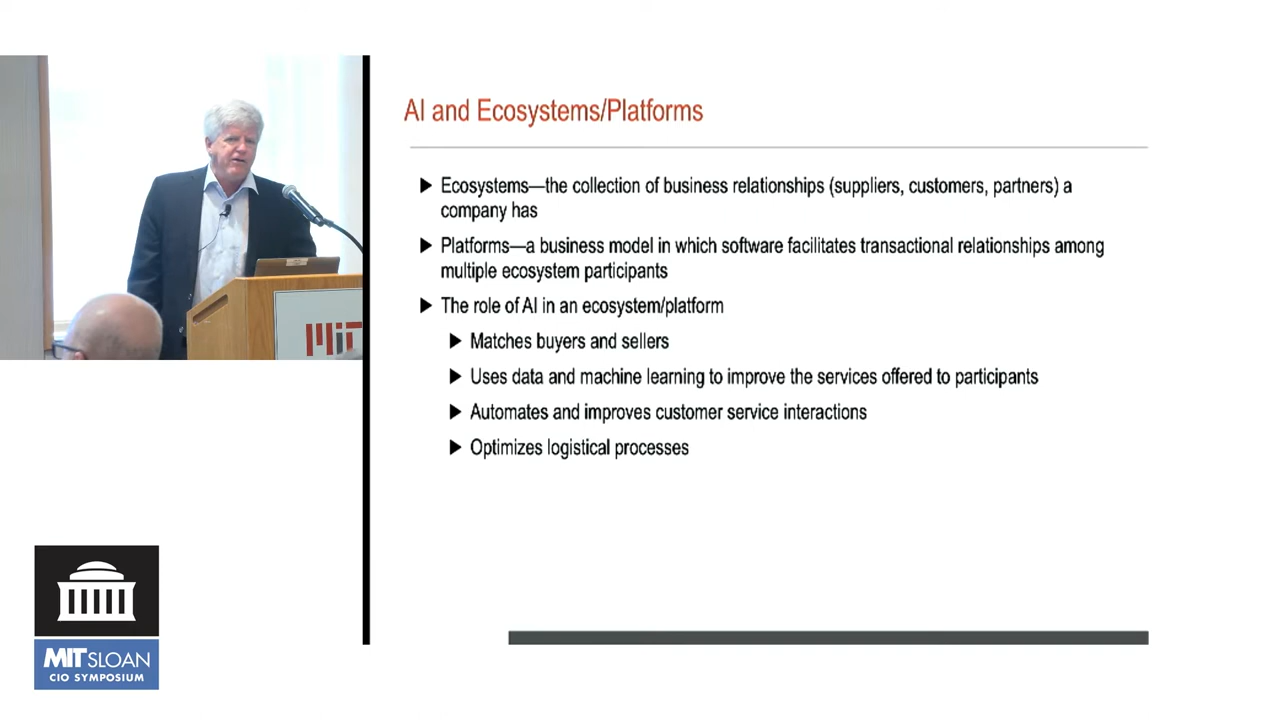 AI and Ecosystems/Platforms
Ecosystems—the collection of business relationships (suppliers, customers, partners) a
company has
Platforms—a business model in which software facilitates transactional relationships among
multiple ecosystem participants
The role of AI in an ecosystem/platform
Matches buyers and sellers
Uses data and machine learning to improve the services offered to participants
Automates and improves customer service interactions
Optimizes logistical processes
MIT
MIT SLOAN
CIO SYMPOSIUM